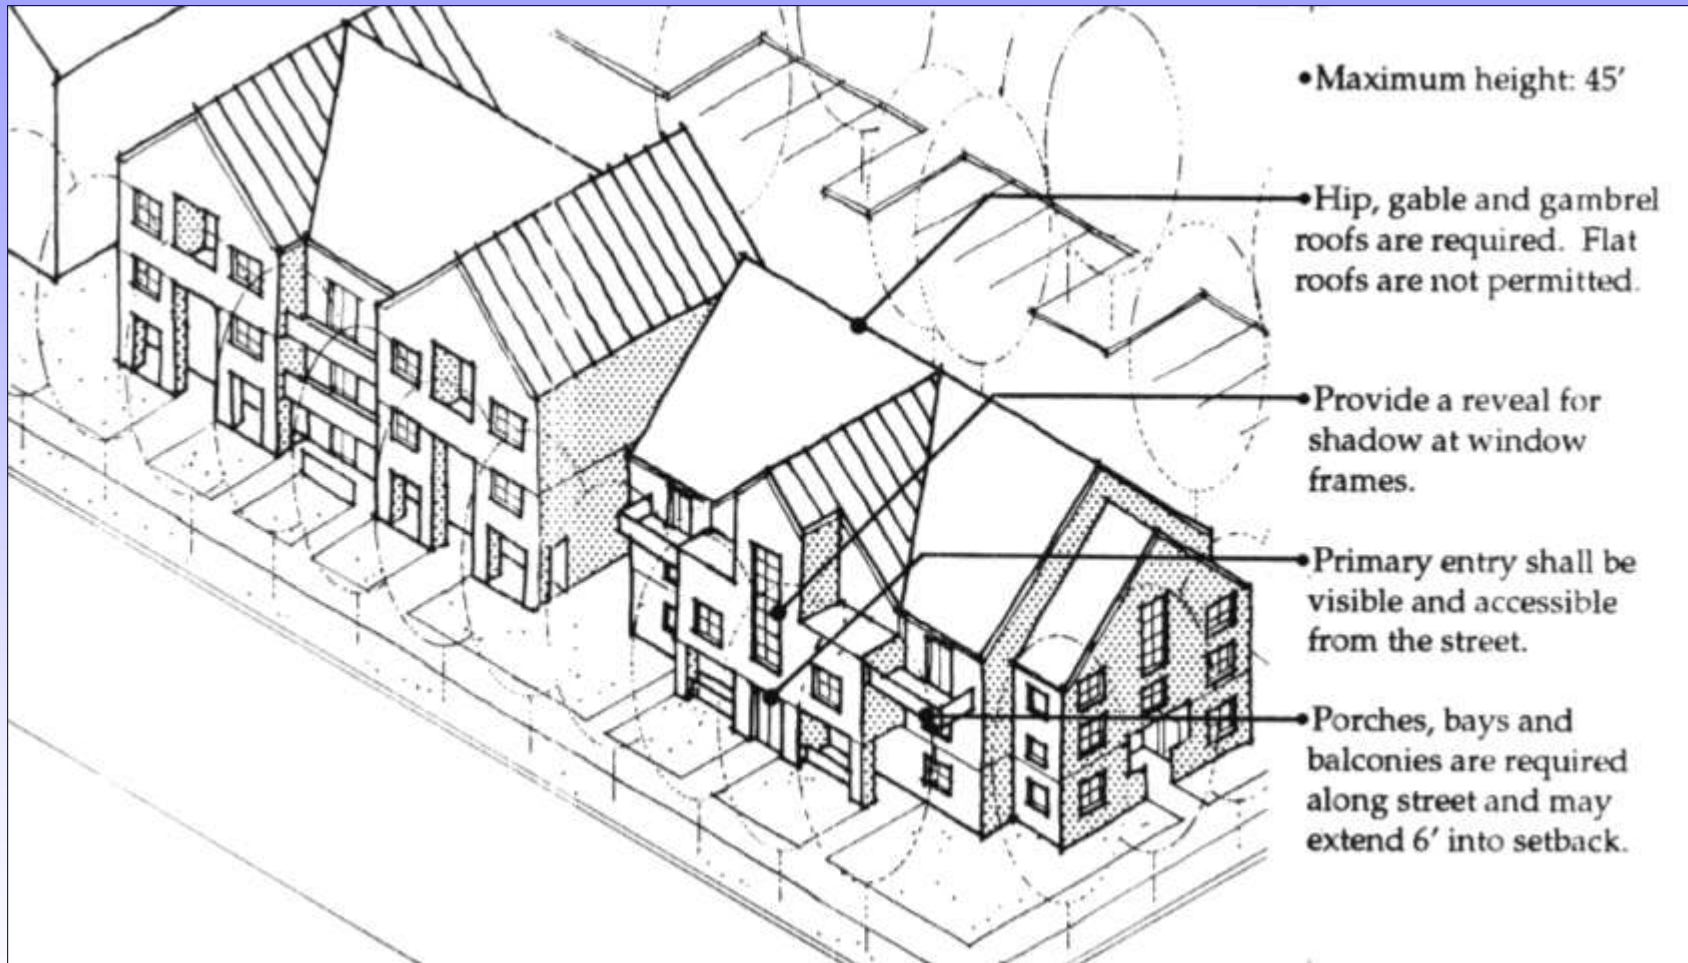 •Maximum height: 45′
•Hip, gable and gambrel
roofs are required. Flat
roofs are not permitted.
•Provide a reveal for
shadow at window
frames.
•Primary entry shall be
visible and accessible
from the street.
•Porches, bays and
balconies are required
along street and may
extend 6′ into setback.